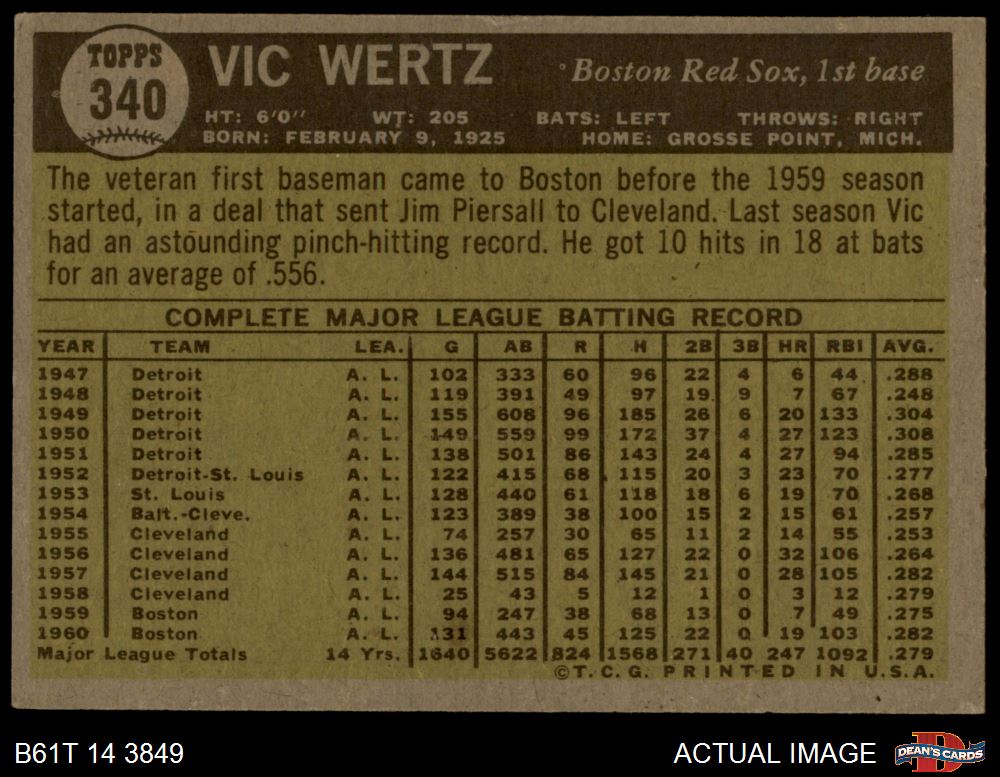 TOPPS
340
VIC WERTZ
Boston Red Sox, 1st base
HT: 6'0" WT: 205 BATS: LEFT THROWS: RIGHT
BORN: FEBRUARY 9, 1925 HOME: GROSSE POINT, MICH.
The veteran first baseman came to Boston before the 1959 season
started, in a deal that sent Jim Piersall to Cleveland. Last season Vic
had an astounding pinch-hitting record. He got 10 hits in 18 at bats
for an average of .556.
COMPLETE MAJOR LEAGUE BATTING RECORD
YEAR TEAM LEA. G AB R H 2B 3B HR RBI AVG.
1947 Detroit A. L. 102 333 60 96 22 4 6 44 .288
1948 Detroit A. L. 119 391 49 97 19 9 7 67 .248
1949 Detroit A. L. 155 608 96 185 26 6 20 133 .304
1950 Detroit A. L. 149 559 99 172 37 4 27 123 .308
1951 Detroit A. L. 138 501 86 143 24 4 27 94 .285
1952 Detroit-St. Louis A. L. 122 415 68 115 20 3 23 70 .277
1953 St. Louis A. L. 128 440 61 118 18 6 19 70 .268
1954 Balt.-Cleve. A. L. 123 389 38 100 15 2 15 61 .257
1955 Cleveland A. L. 74 257 30 65 11 2 14 55 .253
1956 Cleveland A. L. 136 481 65 127 22 0 32 106 .264
1957 Cleveland A. L. 144 515 84 145 21 0 28 105 .282
1958 Cleveland A. L. 25 43 5 12 1 0 3 12 .279
1959 Boston A. L. 94 247 38 68 13 0 7 49 .275
1960 Boston A. L. 131 443 45 125 22 0 19 103 .282
Major League Totals 14 Yrs. 1640 5622 824 1568 271 40 247 1092 .279
©T. C. G. PRINTED IN U.S.A.
B61T 14 3849
ACTUAL IMAGE
D
DEAN'S CARDS